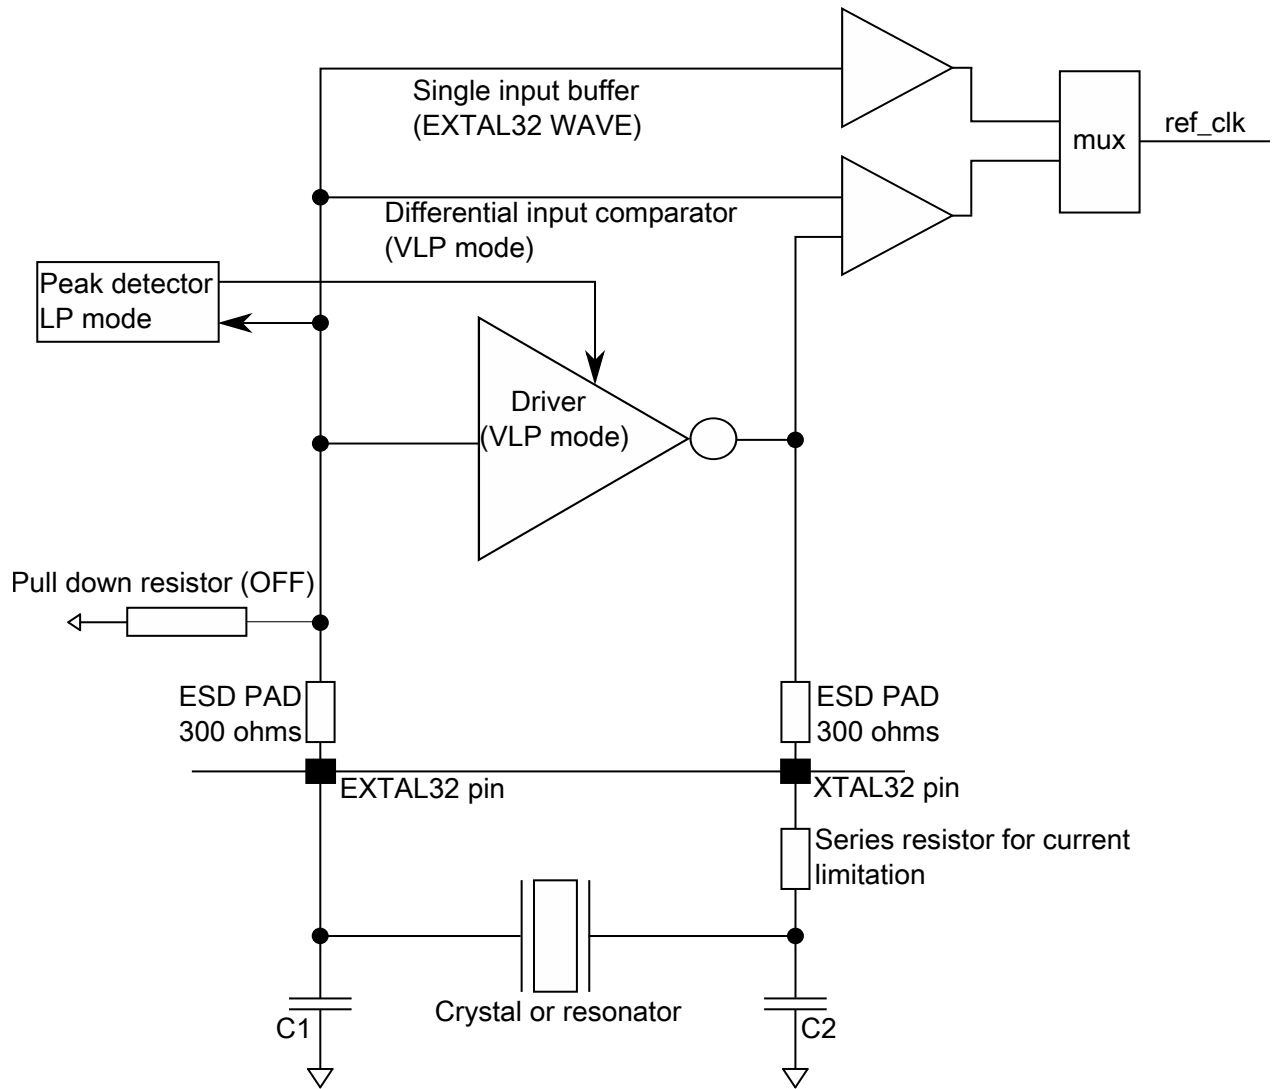 Single input buffer
(EXTAL32 WAVE)
mux
ref_clk
Differential input comparator
(VLP mode)
Peak detector
LP mode
Driver
(VLP mode)
Pull down resistor (OFF)
ESD PAD
300 ohms
ESD PAD
300 ohms
EXTAL32 pin
XTAL32 pin
Series resistor for current
limitation
Crystal or resonator
C1
C2